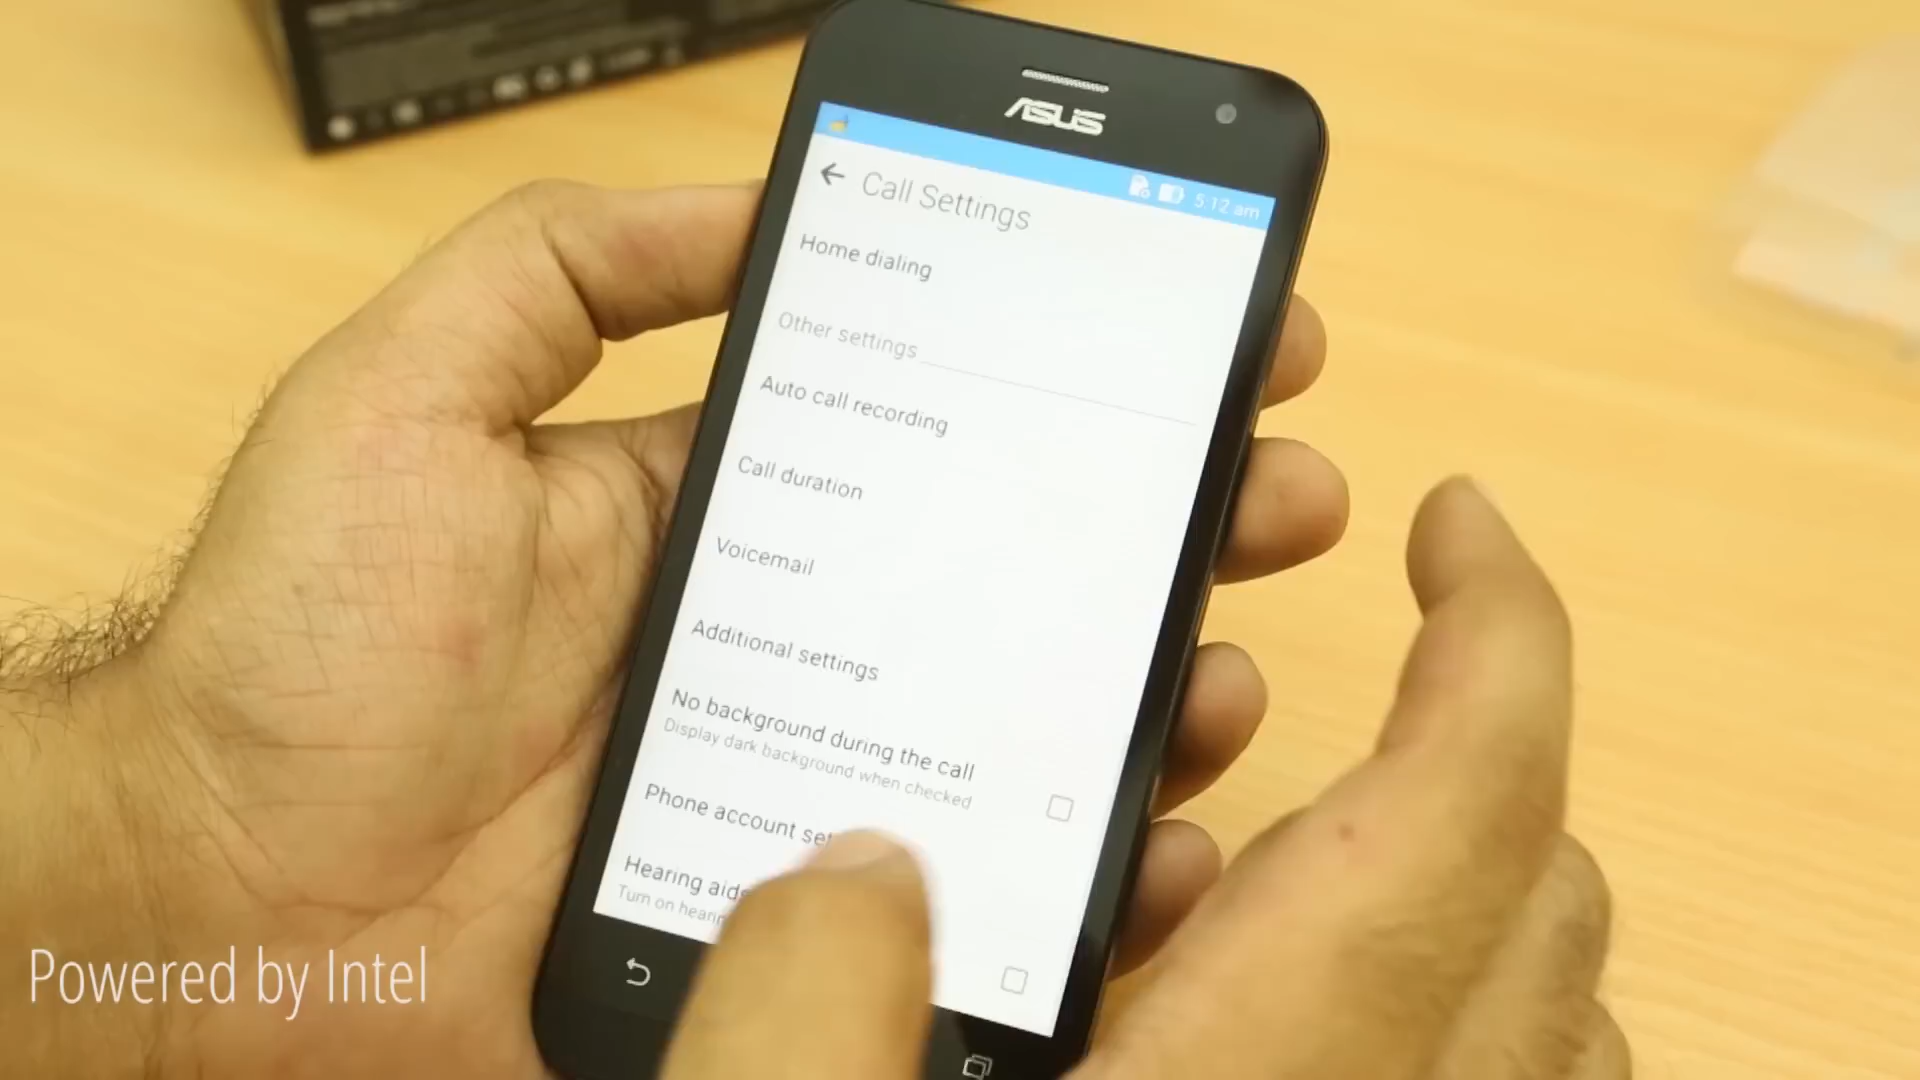 ASUS
5:12 am
Call Settings
Home dialing
Other settings
Auto call recording
Call duration
Voicemail
Additional settings
No background during the call
Display dark background when checked
Phone account
Hearing aids
Turn on
Powered by Intel